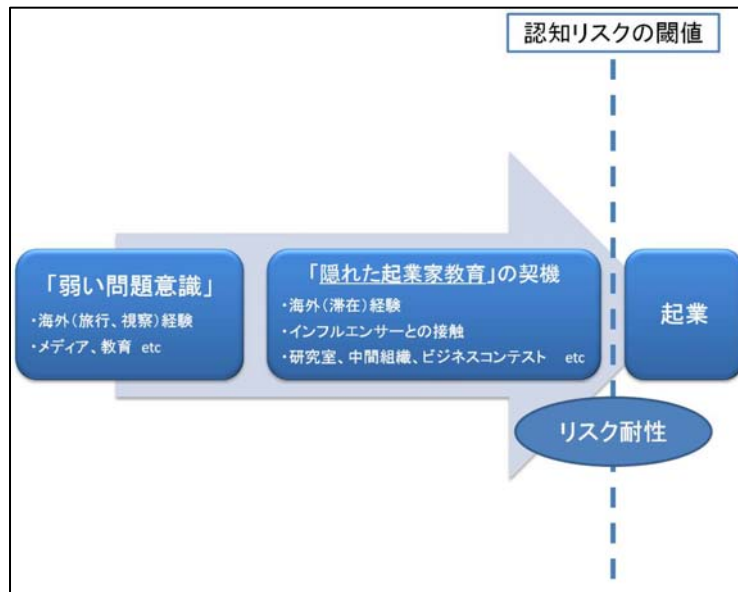 認知リスクの閾値
「弱い問題意識」
・海外(旅行、視察)経験
・メディア、教育 etc
「隠れた起業家教育」の契機
・海外(滞在)経験
・インフルエンサーとの接触
・研究室、中間組織、ビジネスコンテスト etc
起業
リスク耐性